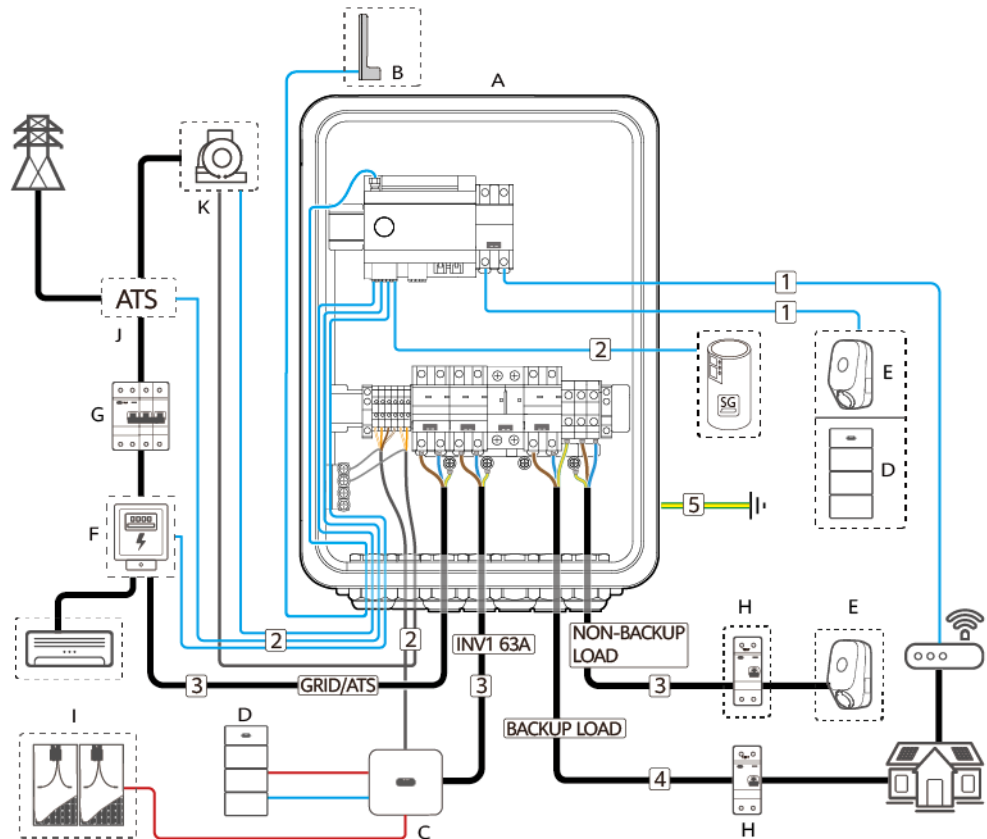 B
A
K
1
ATS
J
1
2
E
G
SG
D
5
F
H
E
2
2
INV1 63A
NON-BACKUP
LOAD
3
GRID/ATS
3
3
I
D
BACKUP LOAD
4
C
H